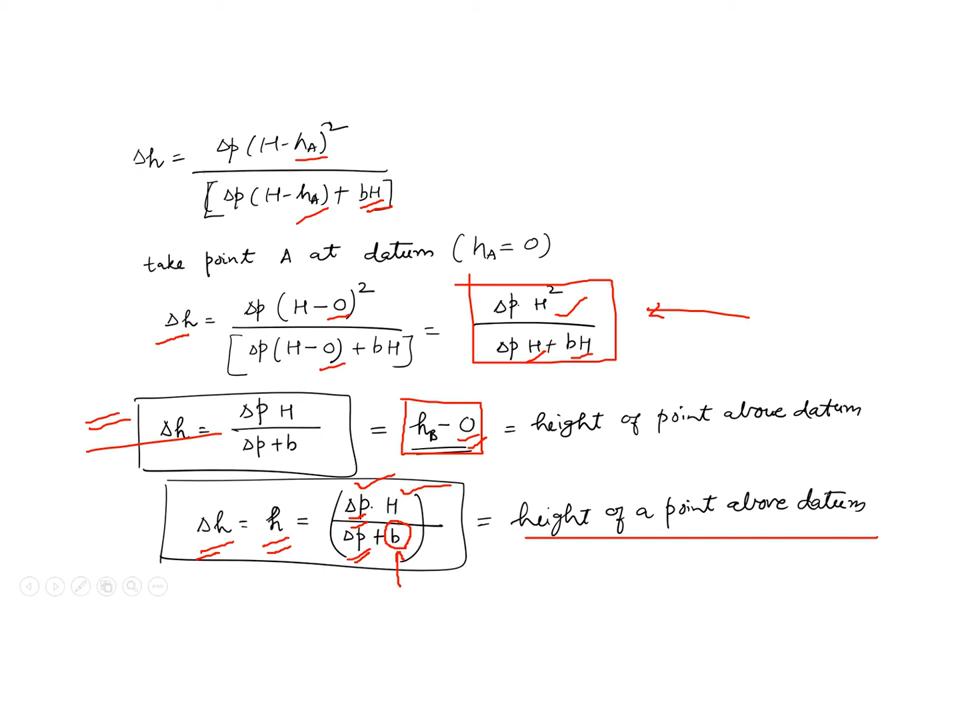 Δh = Δp (H - hA)² / [Δp (H - hA) + bH]
take point A at datum (hA = 0)
Δh = Δp (H - 0)² / [Δp (H - 0) + bH] = Δp H² / Δp H + bH
Δh = Δp H / Δp + b = hB - 0 = height of point above datum
Δh = h = (Δp . H / Δp + b) = height of a point above datum